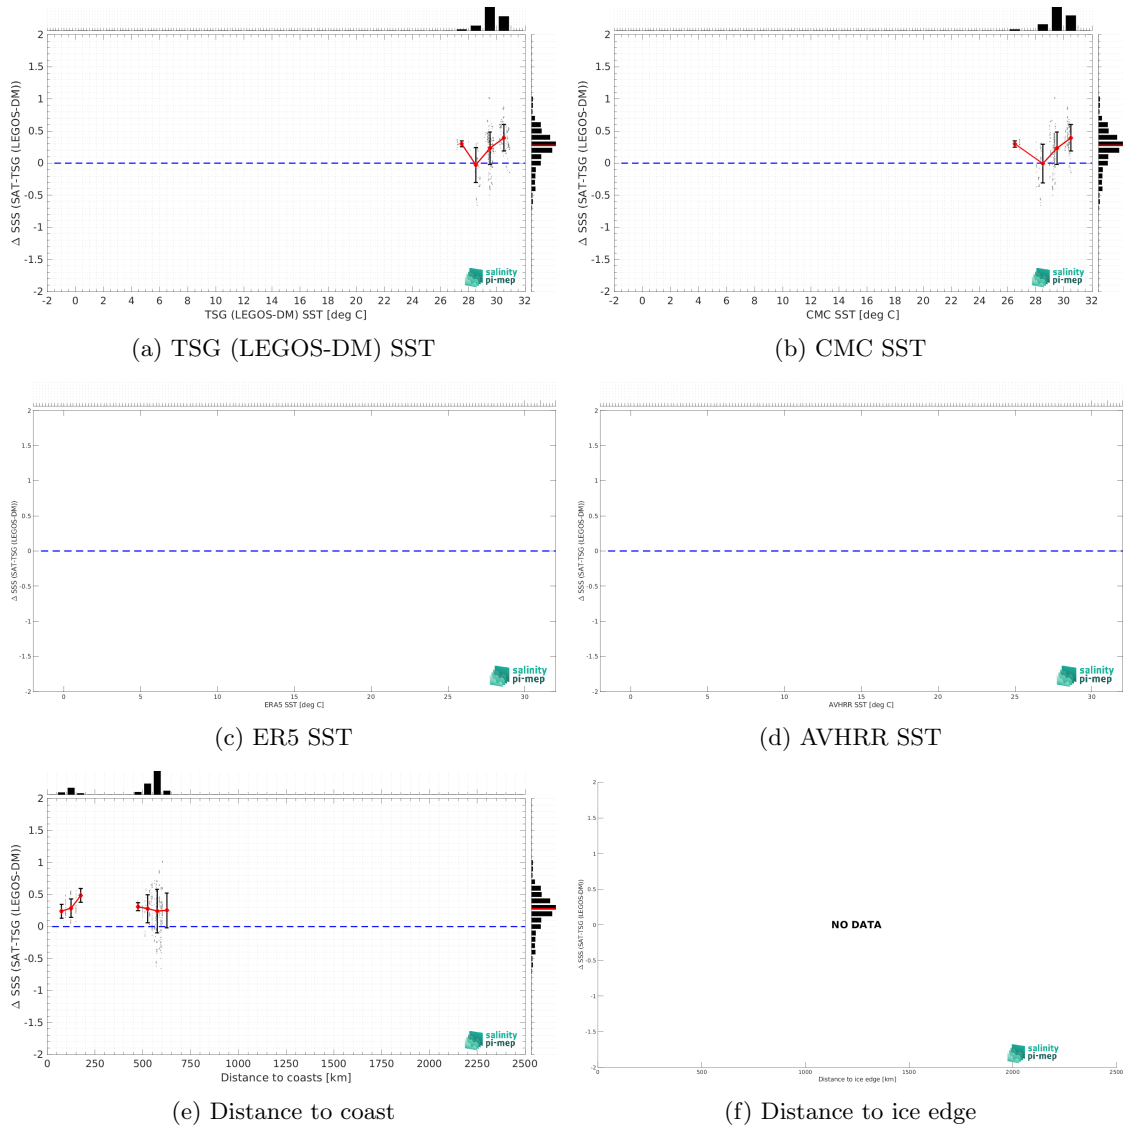 2
1.5
1
0.5
0
-0.5
-1
-1.5
-2
Δ SSS (SAT-TSG (LEGOS-DM))
-2 0 2 4 6 8 10 12 14 16 18 20 22 24 26 28 30 32
TSG (LEGOS-DM) SST [deg C]
salinity
pi-mep
(a) TSG (LEGOS-DM) SST
2
1.5
1
0.5
0
-0.5
-1
-1.5
-2
Δ SSS (SAT-TSG (LEGOS-DM))
-2 0 2 4 6 8 10 12 14 16 18 20 22 24 26 28 30 32
CMC SST [deg C]
salinity
pi-mep
(b) CMC SST
2
1.5
1
0.5
0
-0.5
-1
-1.5
-2
Δ SSS (SAT-TSG (LEGOS-DM))
0 5 10 15 20 25 30
ERA5 SST [deg C]
salinity
pi-mep
(c) ER5 SST
2
1.5
1
0.5
0
-0.5
-1
-1.5
-2
Δ SSS (SAT-TSG (LEGOS-DM))
0 5 10 15 20 25 30
AVHRR SST [deg C]
salinity
pi-mep
(d) AVHRR SST
2
1.5
1
0.5
0
-0.5
-1
-1.5
-2
Δ SSS (SAT-TSG (LEGOS-DM))
0 250 500 750 1000 1250 1500 1750 2000 2250 2500
Distance to coasts [km]
salinity
pi-mep
(e) Distance to coast
2
1.5
1
0.5
0
-0.5
-1
-1.5
-2
Δ SSS (SAT-TSG (LEGOS-DM))
NO DATA
0 500 1000 1500 2000 2500
Distance to ice edge [km]
salinity
pi-mep
(f) Distance to ice edge